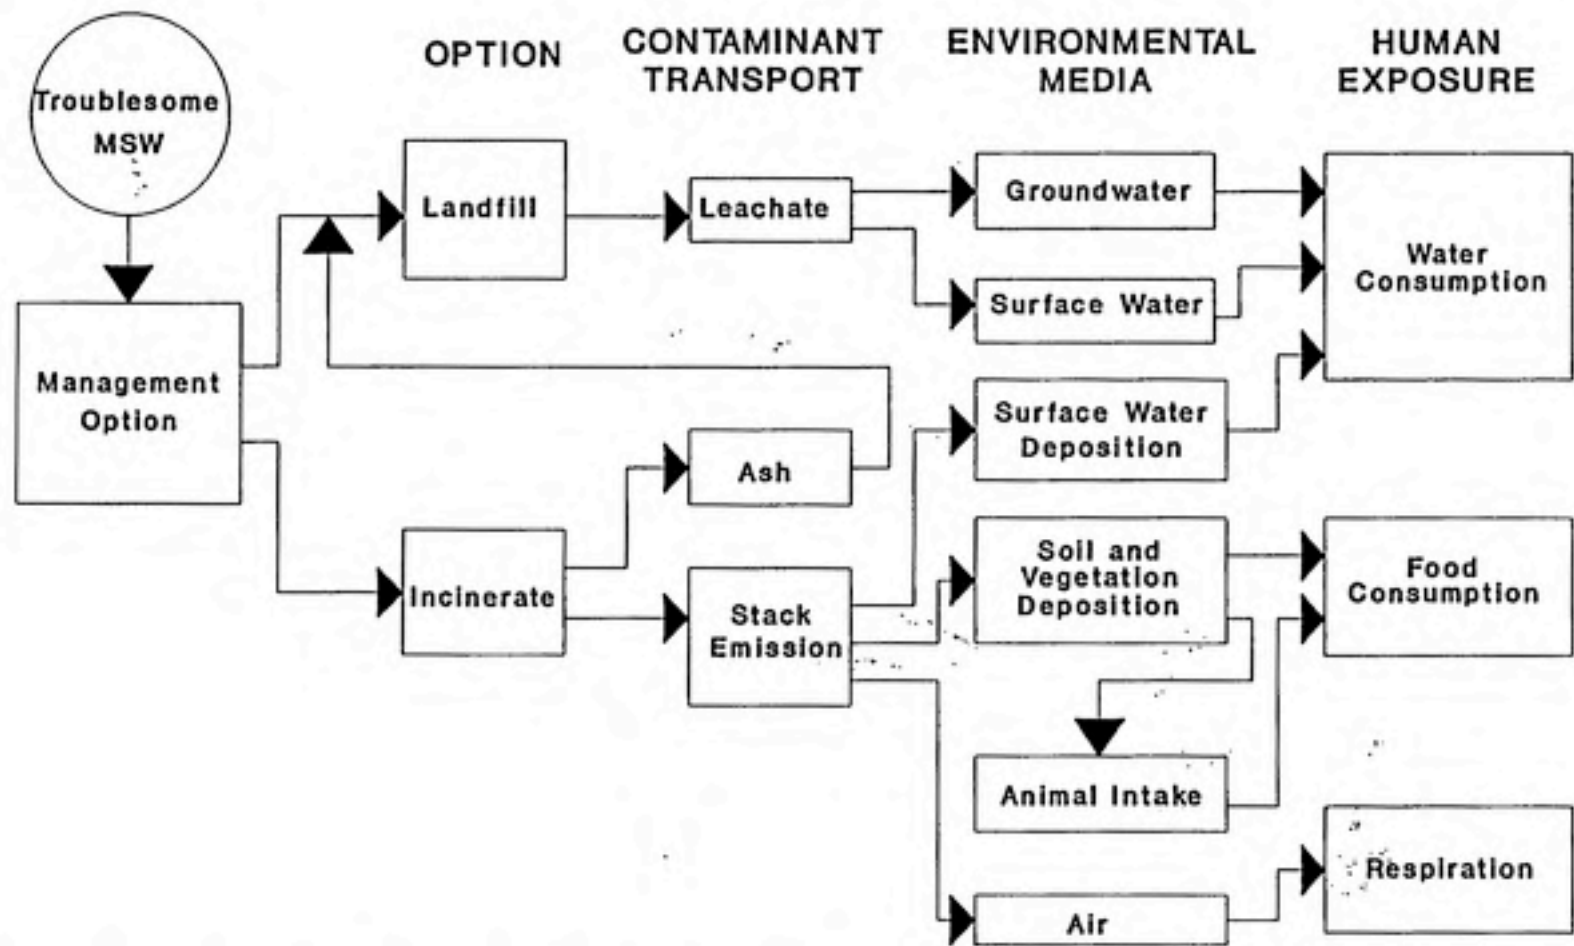 Troublesome
MSW
OPTION
CONTAMINANT
TRANSPORT
ENVIRONMENTAL
MEDIA
HUMAN
EXPOSURE
Management
Option
Landfill
Incinerate
Leachate
Ash
Stack
Emission
Groundwater
Surface Water
Surface Water
Deposition
Soil and
Vegetation
Deposition
Animal Intake
Air
Water
Consumption
Food
Consumption
Respiration